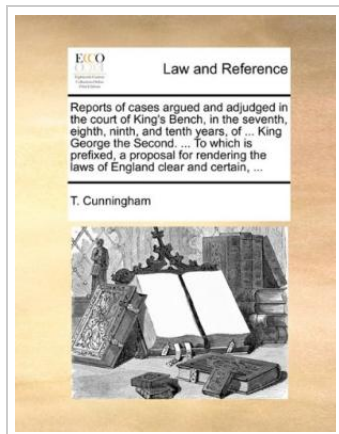 ECCO
Law and Reference
Reports of cases argued and adjudged in
the court of King's Bench, in the seventh,
eighth, ninth, and tenth years, of ... King
George the Second. ... To which is
prefixed, a proposal for rendering the
laws of England clear and certain, ...
T. Cunningham